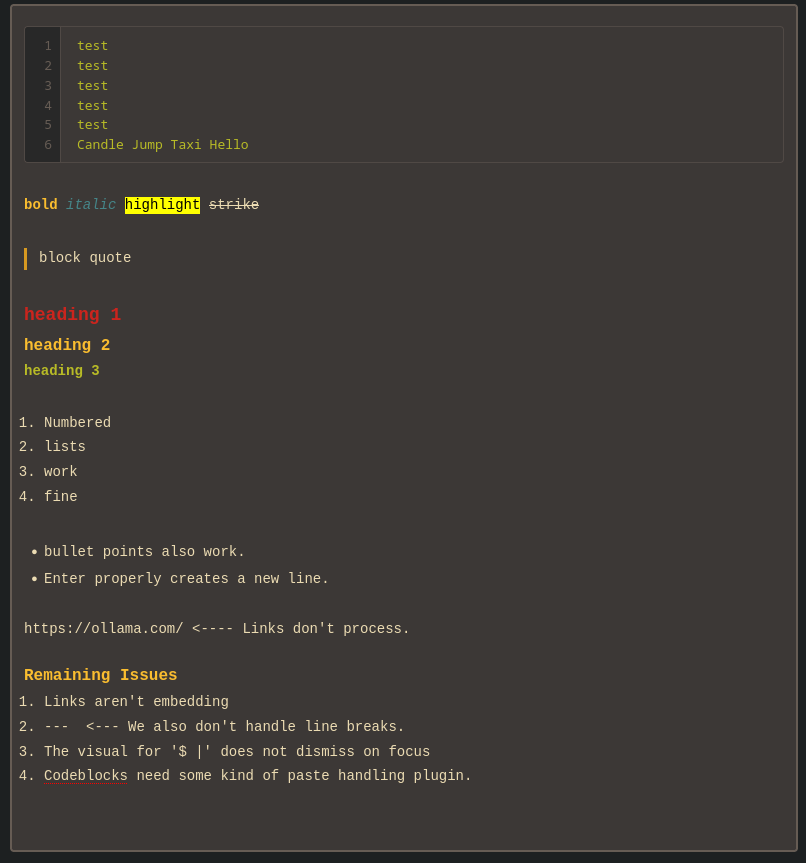 1 test
2 test
3 test
4 test
5 test
6 Candle Jump Taxi Hello
bold italic highlight strike
block quote
heading 1
heading 2
heading 3
1. Numbered
2. lists
3. work
4. fine
• bullet points also work.
• Enter properly creates a new line.
https://ollama.com/ <---- Links don't process.
Remaining Issues
1. Links aren't embedding
2. ---  <--- We also don't handle line breaks.
3. The visual for '$ |' does not dismiss on focus
4. Codeblocks need some kind of paste handling plugin.